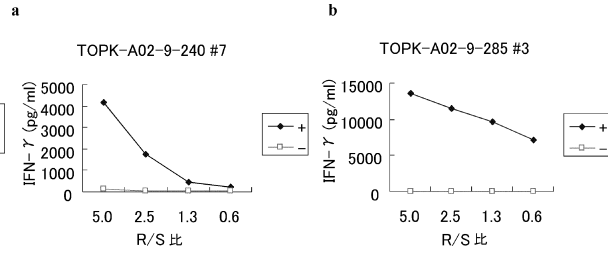 a
TOPK-A02-9-240 #7
IFN-γ (pg/ml)
5000
4000
3000
2000
1000
0
5.0 2.5 1.3 0.6
R/S 比
+
−
b
TOPK-A02-9-285 #3
IFN-γ (pg/ml)
15000
10000
5000
0
5.0 2.5 1.3 0.6
R/S 比
+
−